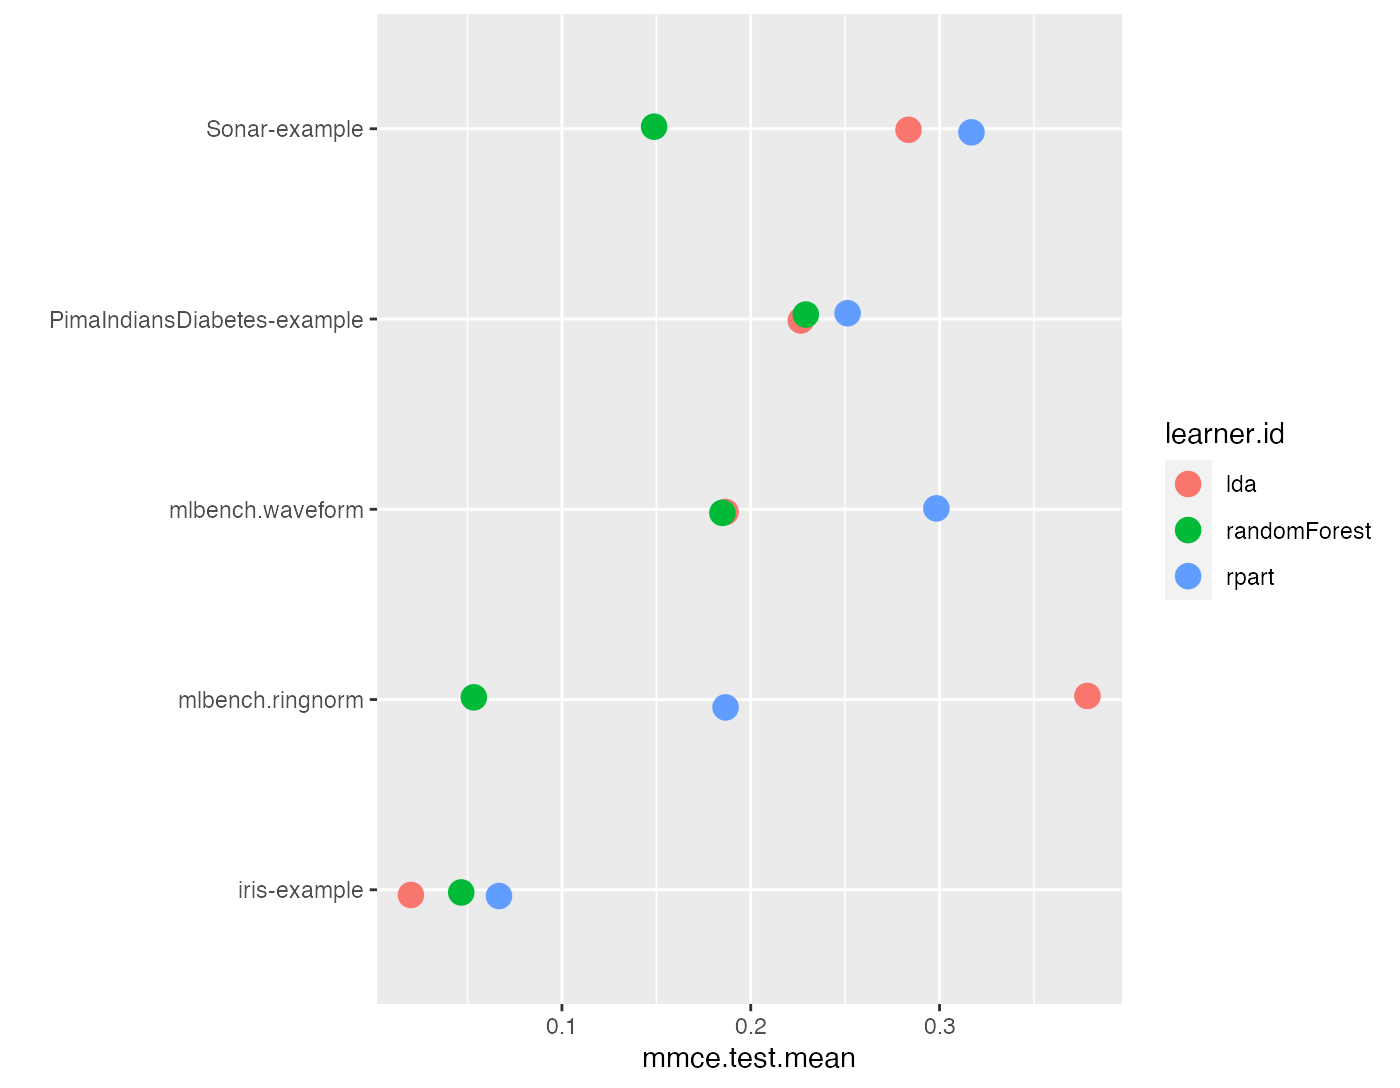 Sonar-example
PimaIndiansDiabetes-example
mlbench.waveform
mlbench.ringnorm
iris-example
0.1 0.2 0.3
mmce.test.mean
learner.id
lda
randomForest
rpart